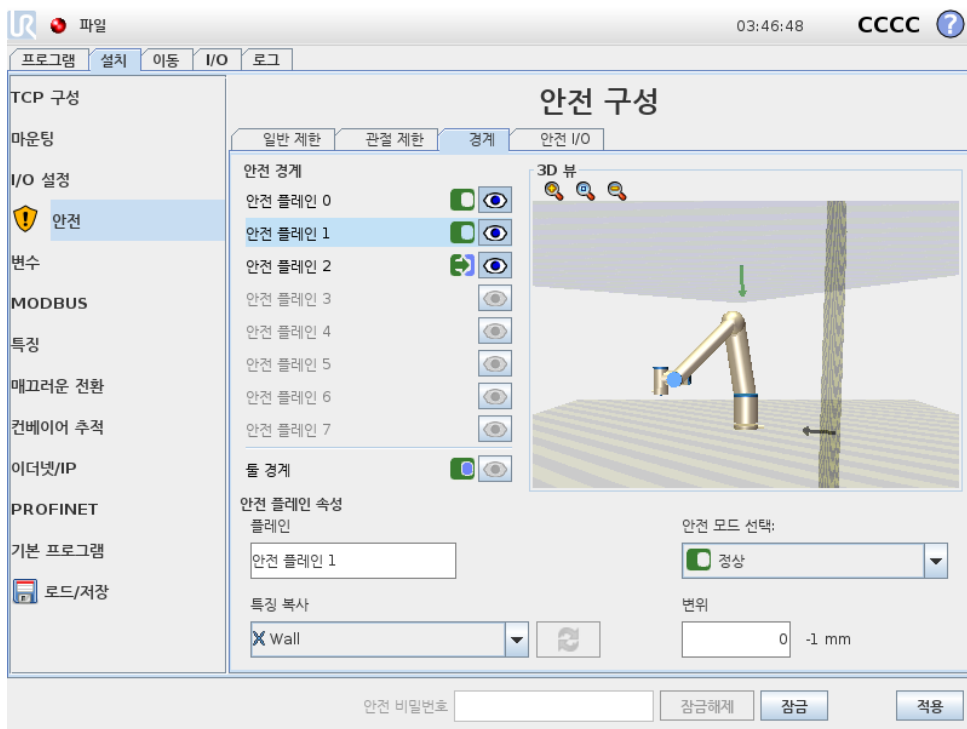 UR 파일 03:46:48 CCCC ?
프로그램 설치 이동 I/O 로그
TCP 구성
마운팅
I/O 설정
안전
변수
MODBUS
특징
매끄러운 전환
컨베이어 추적
이더넷/IP
PROFINET
기본 프로그램
로드/저장
안전 구성
일반 제한 관절 제한 경계 안전 I/O
안전 경계
안전 플레인 0
안전 플레인 1
안전 플레인 2
안전 플레인 3
안전 플레인 4
안전 플레인 5
안전 플레인 6
안전 플레인 7
툴 경계
3D 뷰
안전 플레인 속성
플레인
안전 플레인 1
안전 모드 선택:
정상
특징 복사
Wall
변위
0 -1 mm
안전 비밀번호 잠금해제 잠금 적용